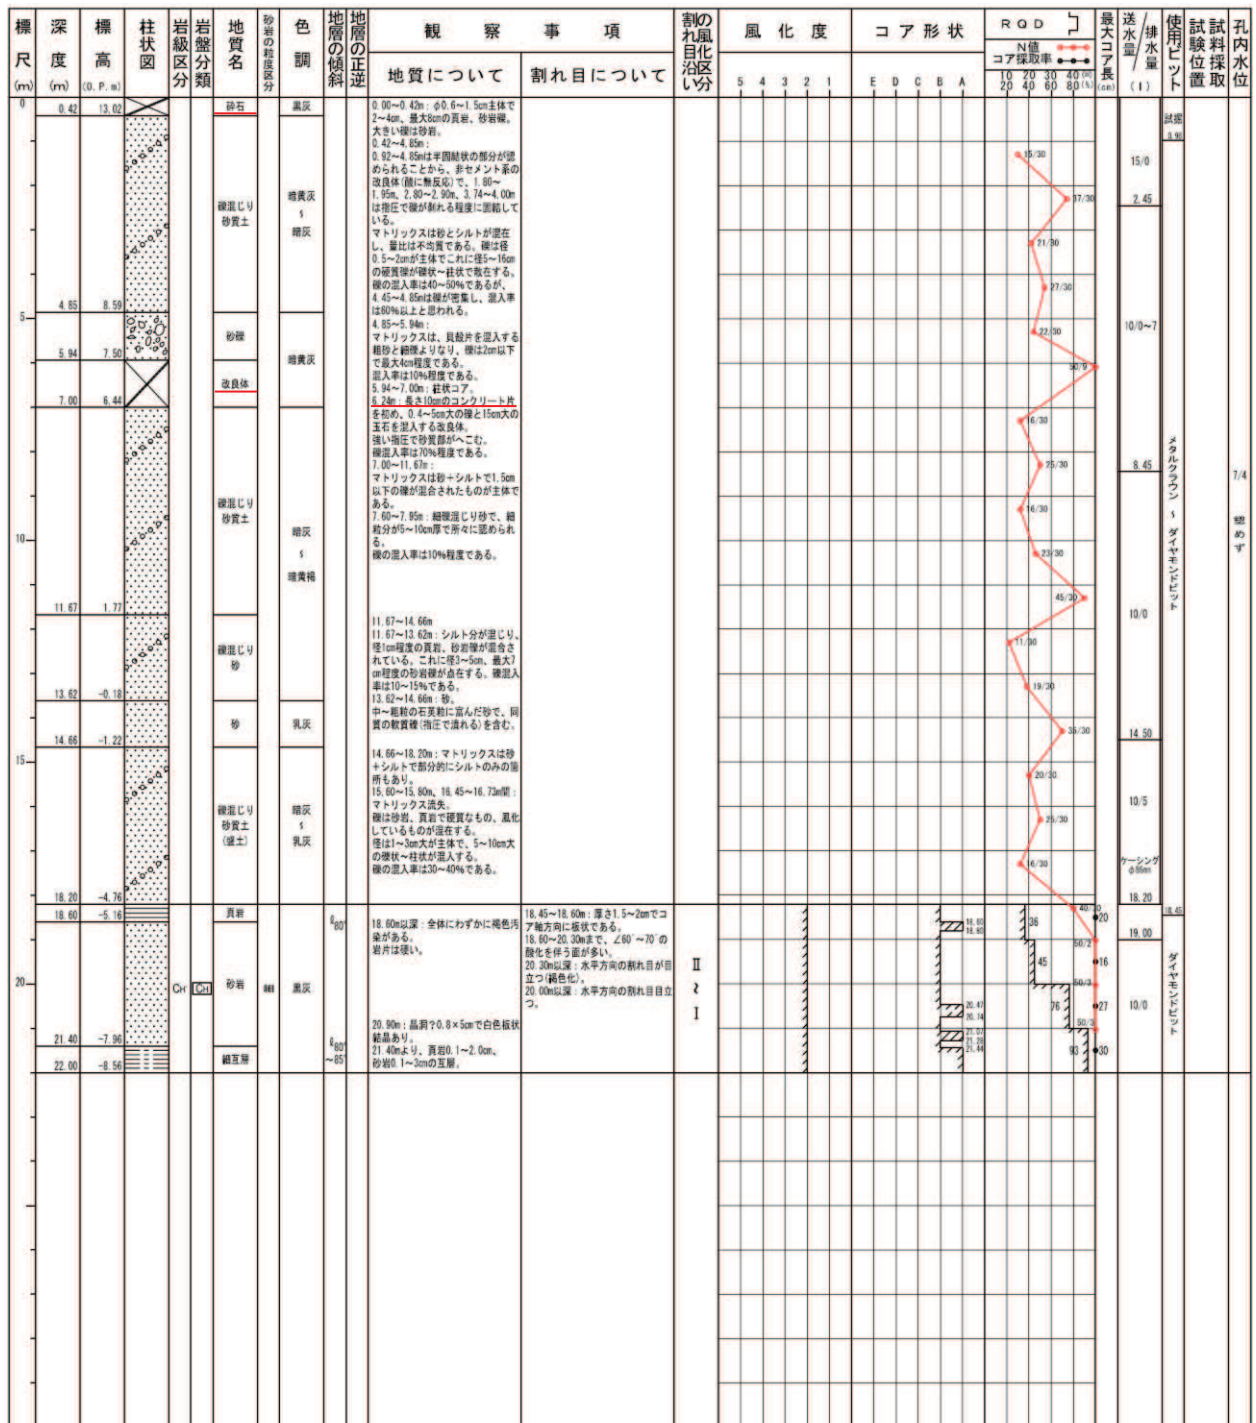 標尺(m)
深度(m)
標高(O.P.m)
柱状図
岩級区分
岩盤分類
地質名
砂岩の粒度区分
色調
地層の傾斜
地層の正逆
観察事項
地質について
割れ目について
割れ目沿いの風化区分
風化度
5 4 3 2 1
コア形状
E D C B A
RQD
N値
コア採取率
10 20 30 40 (回)
20 40 60 80 (%)
最大コア長(cm)
送水量/排水量(l)
使用ビット
試験位置
試料採取
孔内水位
0
5
10
15
20
0.42 13.02
4.85 8.59
5.94 7.50
7.00 6.44
11.67 1.77
13.62 -0.18
14.66 -1.22
18.20 -4.76
18.60 -5.16
21.40 -7.96
22.00 -8.56
CH
CH
砕石
礫混じり
砂質土
砂礫
改良体
礫混じり
砂質土
礫混じり
砂
砂
礫混じり
砂質土
(盛土)
頁岩
砂岩
細互層
黒灰
暗黄灰
~
暗灰
暗黄灰
暗灰
~
暗黄褐
乳灰
暗灰
~
乳灰
黒灰
0.00~0.42m:φ0.6~1.5cm主体で
2~4cm、最大8cmの頁岩、砂岩礫。
大きい礫は砂岩。
0.42~4.85m:
0.92~4.85mは半固結状の部分が認
められることから、非セメント系の
改良体(酸に無反応)で、1.80~
1.95m、2.80~2.90m、3.74~4.00m
は指圧で礫が剥れる程度に固結して
いる。
マトリックスは砂とシルトが混在
し、量比は不均質である。礫は径
0.5~2cmが主体でこれに径5~16cm
の硬質礫が礫状~柱状で散在する。
礫の混入率は40~50%であるが、
4.45~4.85mは礫が密集し、混入率
は60%以上と思われる。
4.85~5.94m:
マトリックスは、貝殻片を混入する
粗砂と細礫よりなり、礫は2cm以下
で最大4cm程度である。
混入率は10%程度である。
5.94~7.00m:柱状コア。
6.24m:長さ10cmのコンクリート片
を初め、0.4~5cm大の礫と15cm大の
玉石を混入する改良体。
強い指圧で砂質部がへこむ。
礫混入率は70%程度である。
7.00~11.67m:
マトリックスは砂+シルトで1.5cm
以下の礫が混合されたものが主体で
ある。
7.60~7.95m:細礫混じり砂で、細
粒分が5~10cm厚で所々に認められ
る。
礫の混入率は10%程度である。
11.67~14.66m
11.67~13.62m:シルト分が混じり、
径1cm程度の頁岩、砂岩礫が混合さ
れている。これに径3~5cm、最大7
cm程度の砂岩礫が点在する。礫混入
率は10~15%である。
13.62~14.66m:砂。
中~粗粒の石英粒に富んだ砂で、同
質の軟質礫(指圧で潰れる)を含む。
14.66~18.20m:マトリックスは砂
+シルトで部分的にシルトのみの箇
所もあり。
15.60~15.80m、16.45~16.73m間:
マトリックス流失。
礫は砂岩、頁岩で硬質なもの、風化
しているものが混在する。
径は1~3cm大が主体で、5~10cm大
の礫状~柱状が混入する。
礫の混入率は30~40%である。
18.60m以深:全体にわずかに褐色汚
染がある。
岩片は硬い。
20.90m:晶洞?0.8×5cmで白色板状
結晶あり。
21.40mより、頁岩0.1~2.0cm、
砂岩0.1~3cmの互層。
18.45~18.60m:厚さ1.5~2cmでコ
ア軸方向に板状である。
18.60~20.30mまで、∠60°~70°の
酸化を伴う面が多い。
20.30m以深:水平方向の割れ目が目
立つ(褐色化)。
20.00m以深:水平方向の割れ目目立
つ。
ℓ80°
ℓ80°
~85°
Ⅱ
~
Ⅰ
18.60
18.80
20.47
20.74
21.07
21.28
21.44
15/30
37/30
21/30
27/30
22/30
50/9
16/30
25/30
16/30
23/30
45/30
11/30
19/30
35/30
20/30
25/30
16/30
40/30
50/2
50/3
50/3
36
45
76
93
20
16
27
30
15/0
2.45
10/0~7
8.45
10/0
14.50
10/5
ケーシング
φ86mm
18.20
19.00
10/0
試掘
0.90
メタルクラウン ~ ダイヤモンドビット
18.45
ダイヤモンドビット
7/4
認めず